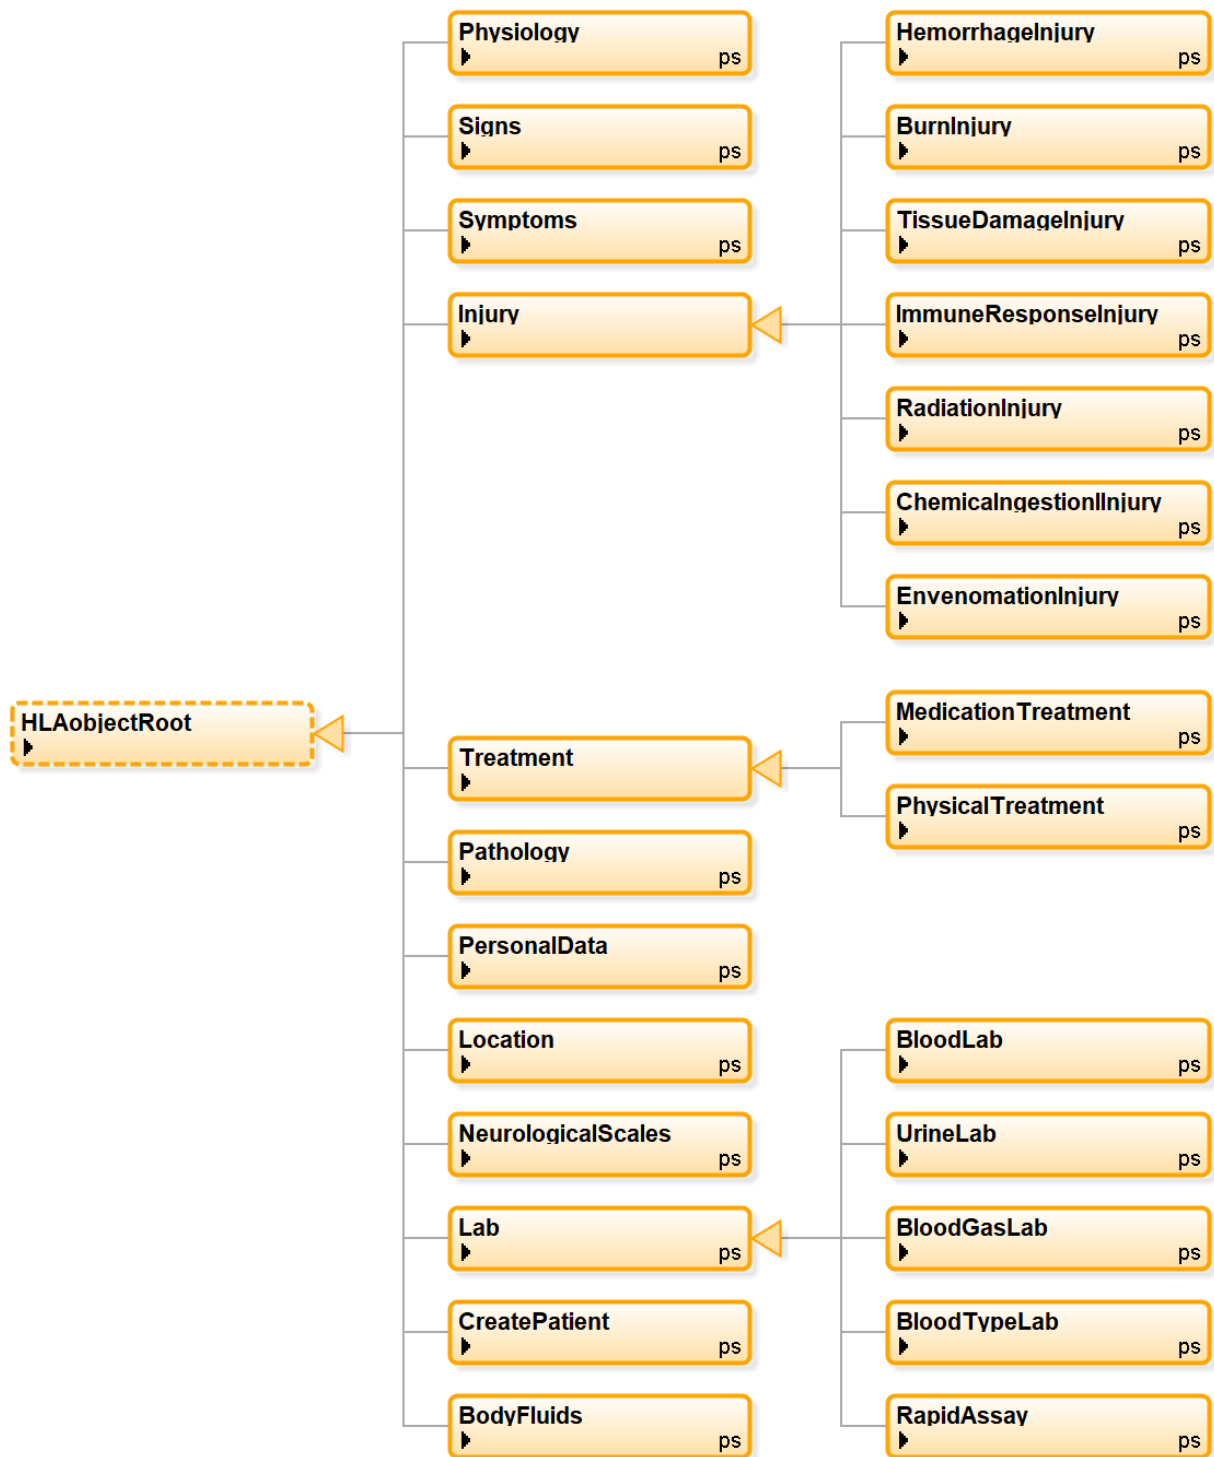 Physiology
ps
Signs
ps
Symptoms
ps
Injury
HemorrhageInjury
ps
BurnInjury
ps
TissueDamageInjury
ps
ImmuneResponseInjury
ps
RadiationInjury
ps
ChemicaIngestionlInjury
ps
EnvenomationInjury
ps
HLAobjectRoot
Treatment
MedicationTreatment
ps
PhysicalTreatment
ps
Pathology
ps
PersonalData
ps
Location
ps
NeurologicalScales
ps
Lab
ps
CreatePatient
ps
BodyFluids
ps
BloodLab
ps
UrineLab
ps
BloodGasLab
ps
BloodTypeLab
ps
RapidAssay
ps